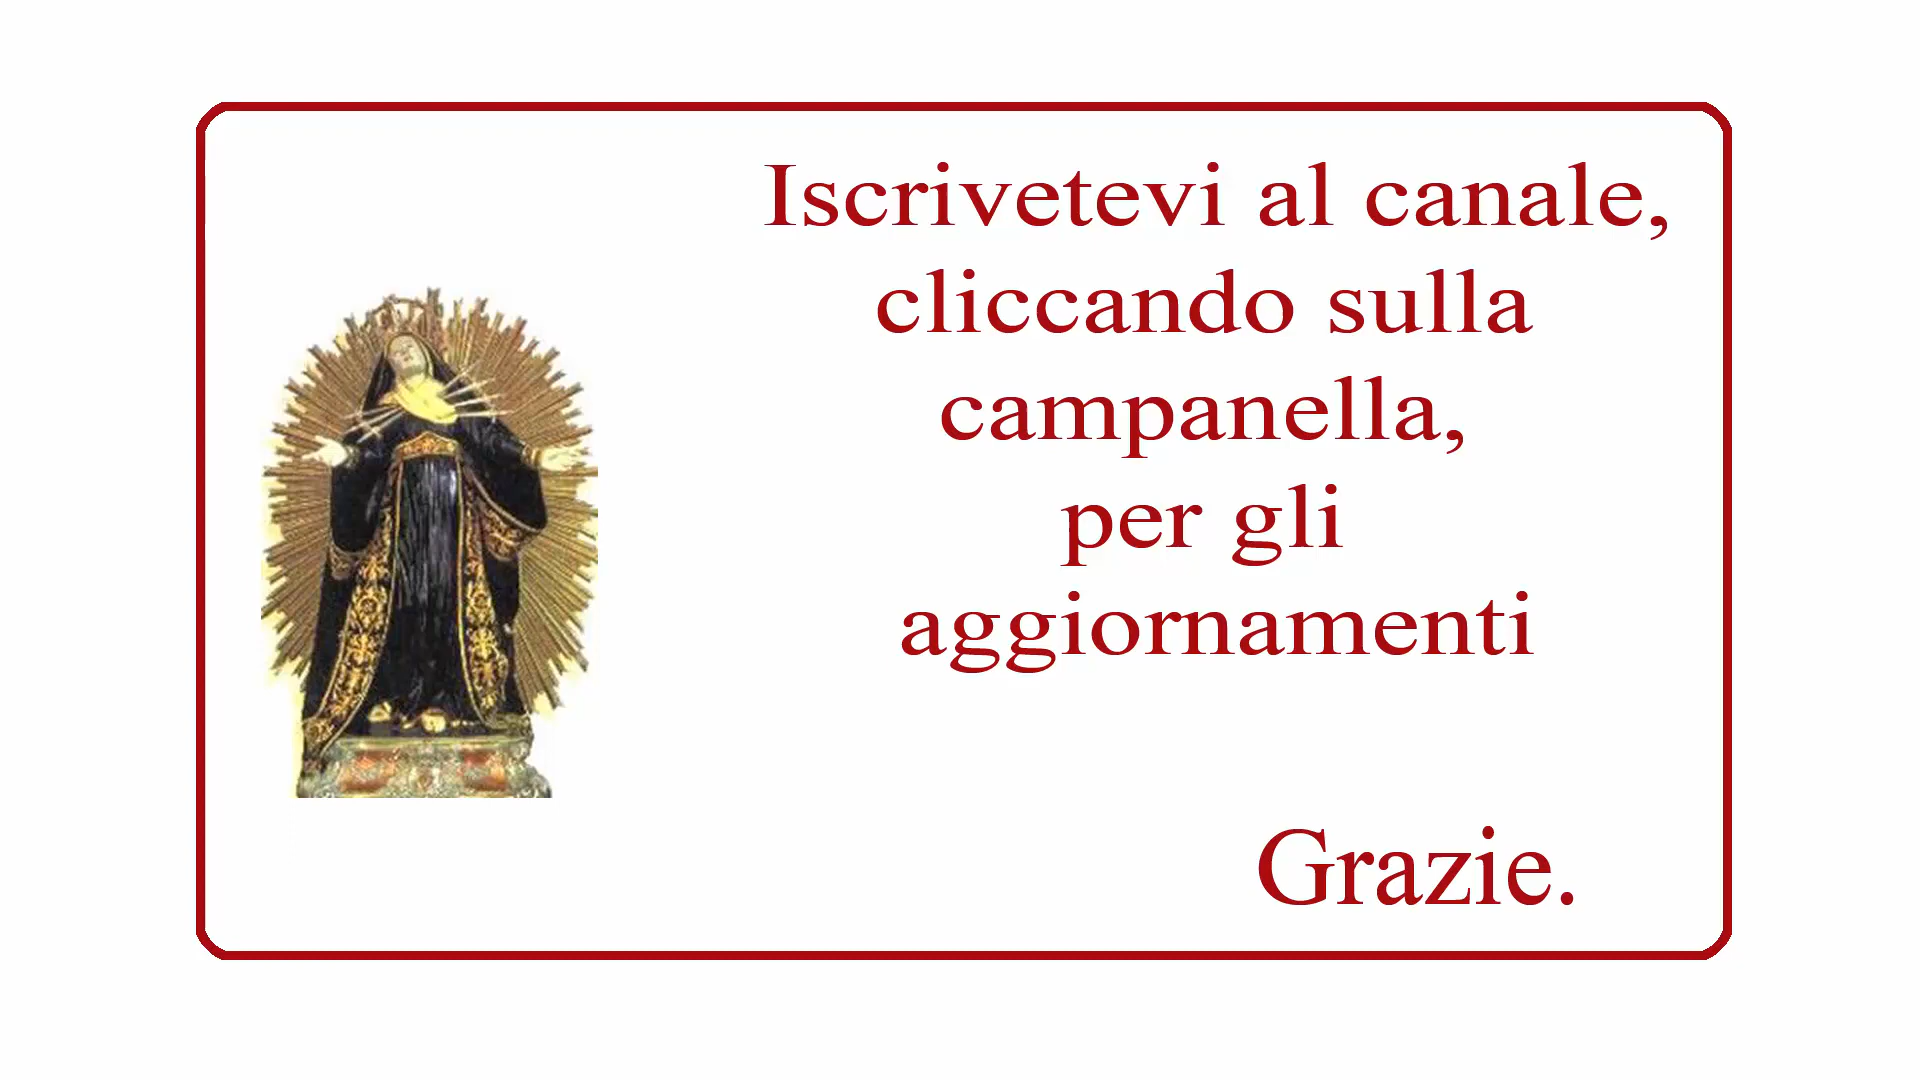 Iscrivetevi al canale,
cliccando sulla
campanella,
per gli
aggiornamenti
Grazie.